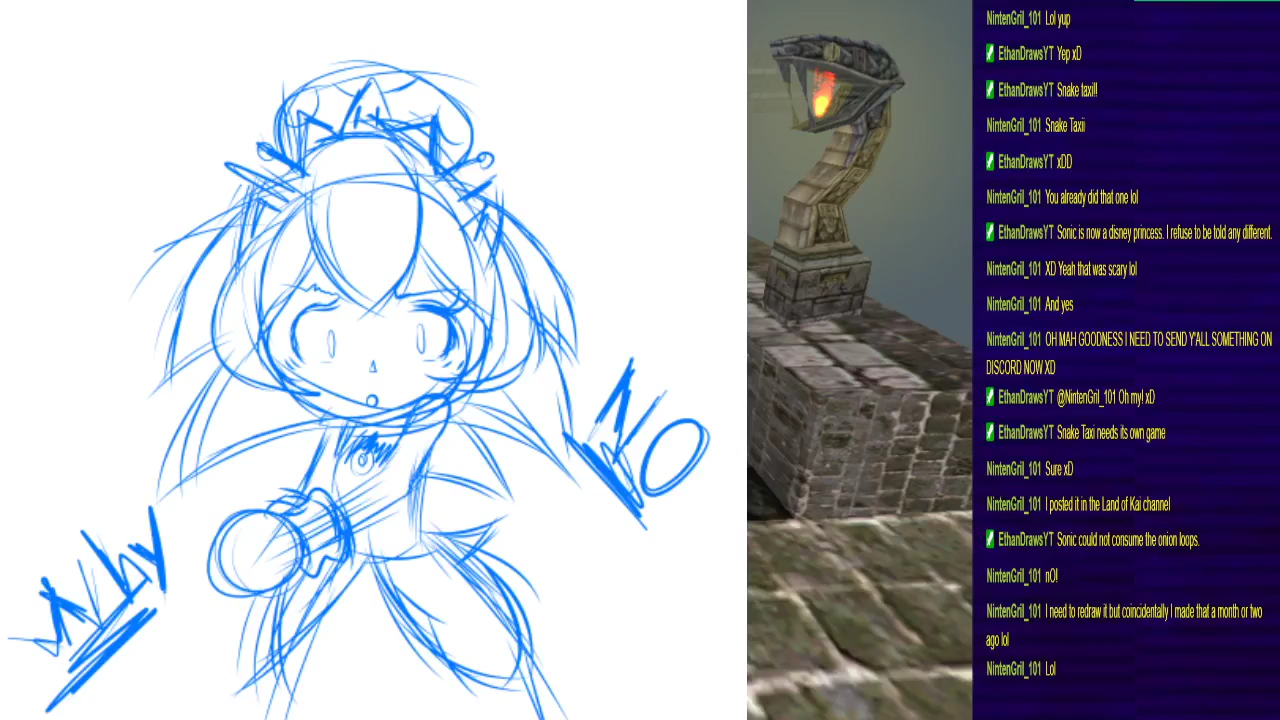 Why
NO
NintenGril_101 Lol yup
EthanDrawsYT Yep xD
EthanDrawsYT Snake taxi!!
NintenGril_101 Snake Taxii
EthanDrawsYT xDD
NintenGril_101 You already did that one lol
EthanDrawsYT Sonic is now a disney princess. I refuse to be told any different.
NintenGril_101 XD Yeah that was scary lol
NintenGril_101 And yes
NintenGril_101 OH MAH GOODNESS I NEED TO SEND Y'ALL SOMETHING ON
DISCORD NOW XD
EthanDrawsYT @NintenGril_101 Oh my! xD
EthanDrawsYT Snake Taxi needs its own game
NintenGril_101 Sure xD
NintenGril_101 I posted it in the Land of Kai channel
EthanDrawsYT Sonic could not consume the onion loops.
NintenGril_101 nO!
NintenGril_101 I need to redraw it but coincidentally I made that a month or two
ago lol
NintenGril_101 Lol